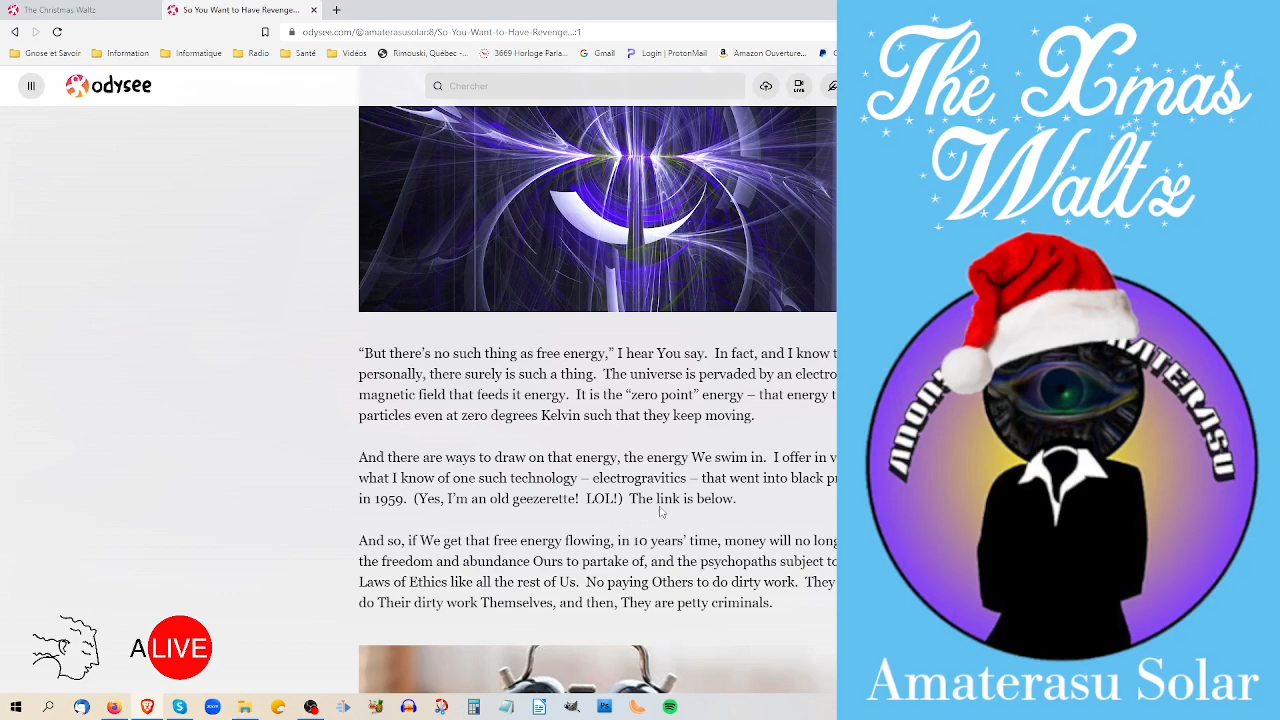 The Christmas Waltz
So You Want to Have Revenge...
odysee.com/@amaterasusolar:8/So-You-Want-to-Have-Revenge...:1
Gnose et Savoir
Information
Informatique
Radio
Santé
Vidéos
Rimouski, Québec -...
3669 Horloge Paria...
Gmail
Login | ProtonMail
Amazon Ouverture...
odysee
Chercher
LIVE
“But there’s no such thing as free energy,” I hear You say. In fact, and I know t
personally, there surely is such a thing. The universe is pervaded by an electro
magnetic field that feeds it energy. It is the “zero point” energy – that energy t
particles even at zero degrees Kelvin such that they keep moving.
And there are ways to draw on that energy, the energy We swim in. I offer in v
what I know of one such technology – electrogravitics – that went into black pr
in 1959. (Yes, I’m an old geezerette! LOL!) The link is below.
And so, if We get that free energy flowing, in 10 years’ time, money will no long
the freedom and abundance Ours to partake of, and the psychopaths subject to
Laws of Ethics like all the rest of Us. No paying Others to do dirty work. They
do Their dirty work Themselves, and then, They are petty criminals.
A LIVE
The Xmas
Waltz
Amaterasu Solar